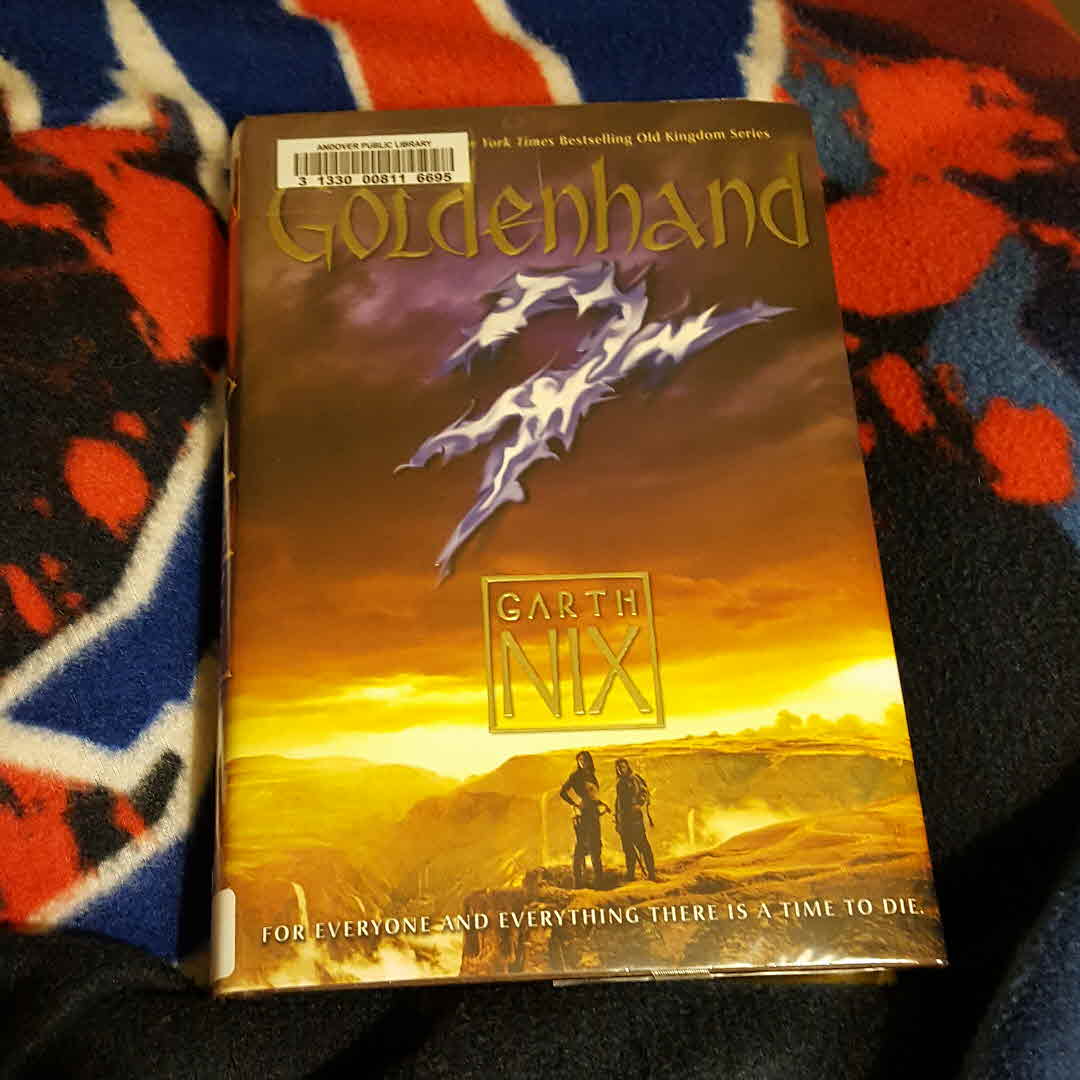 ANDOVER PUBLIC LIBRARY
3 1330 00811 6695
York Times Bestselling Old Kingdom Series
Goldenhand
GARTH
NIX
FOR EVERYONE AND EVERYTHING THERE IS A TIME TO DIE.